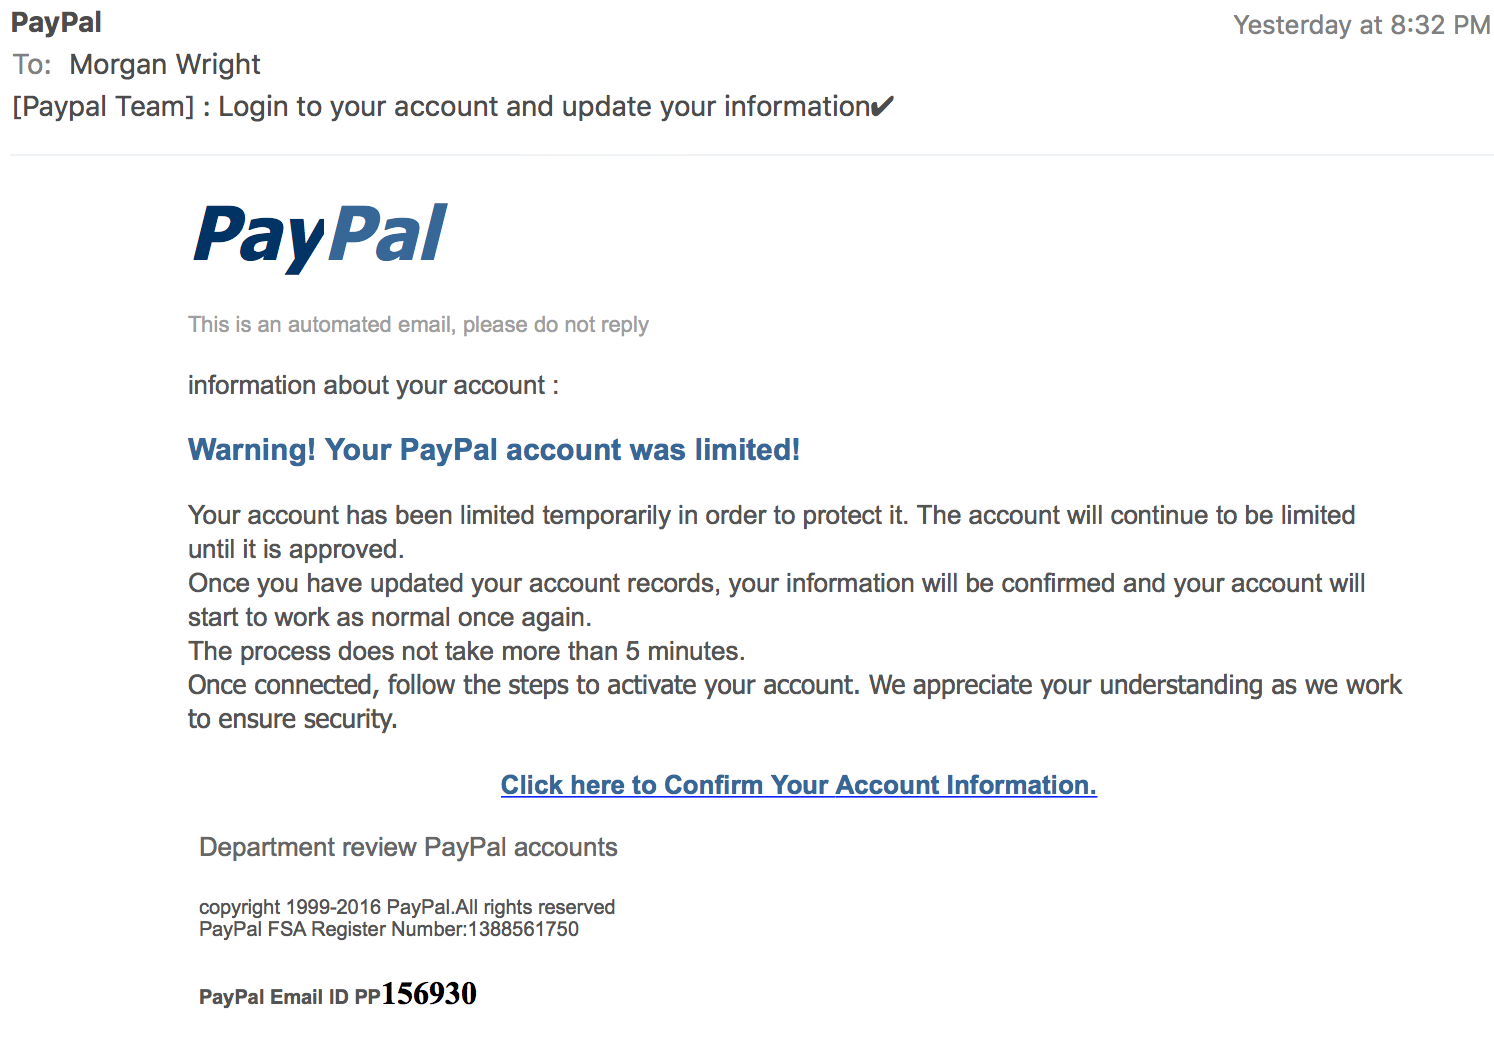 PayPal
Yesterday at 8:32 PM
To: Morgan Wright
[Paypal Team] : Login to your account and update your information✔
PayPal
This is an automated email, please do not reply
information about your account :
Warning! Your PayPal account was limited!
Your account has been limited temporarily in order to protect it. The account will continue to be limited
until it is approved.
Once you have updated your account records, your information will be confirmed and your account will
start to work as normal once again.
The process does not take more than 5 minutes.
Once connected, follow the steps to activate your account. We appreciate your understanding as we work
to ensure security.
Click here to Confirm Your Account Information.
Department review PayPal accounts
copyright 1999-2016 PayPal.All rights reserved
PayPal FSA Register Number:1388561750
PayPal Email ID PP156930